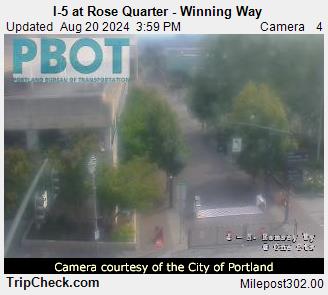 I-5 at Rose Quarter - Winning Way
Updated Aug 20 2024 3:59 PM Camera 4
PBOT
PORTLAND BUREAU OF TRANSPORTATION
Camera courtesy of the City of Portland
TripCheck.com Milepost302.00